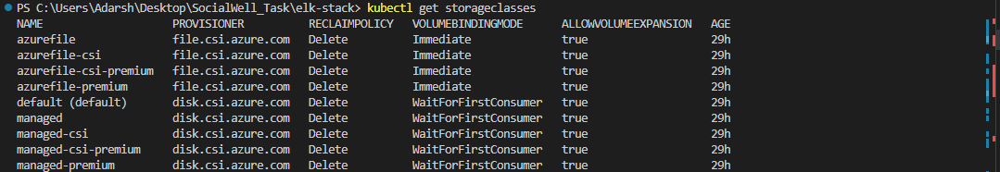 PS C:\Users\Adarsh\Desktop\SocialWell_Task\elk-stack> kubectl get storageclasses
NAME PROVISIONER RECLAIMPOLICY VOLUMEBINDINGMODE ALLOWVOLUMEEXPANSION AGE
azurefile file.csi.azure.com Delete Immediate true 29h
azurefile-csi file.csi.azure.com Delete Immediate true 29h
azurefile-csi-premium file.csi.azure.com Delete Immediate true 29h
azurefile-premium file.csi.azure.com Delete Immediate true 29h
default (default) disk.csi.azure.com Delete WaitForFirstConsumer true 29h
managed disk.csi.azure.com Delete WaitForFirstConsumer true 29h
managed-csi disk.csi.azure.com Delete WaitForFirstConsumer true 29h
managed-csi-premium disk.csi.azure.com Delete WaitForFirstConsumer true 29h
managed-premium disk.csi.azure.com Delete WaitForFirstConsumer true 29h